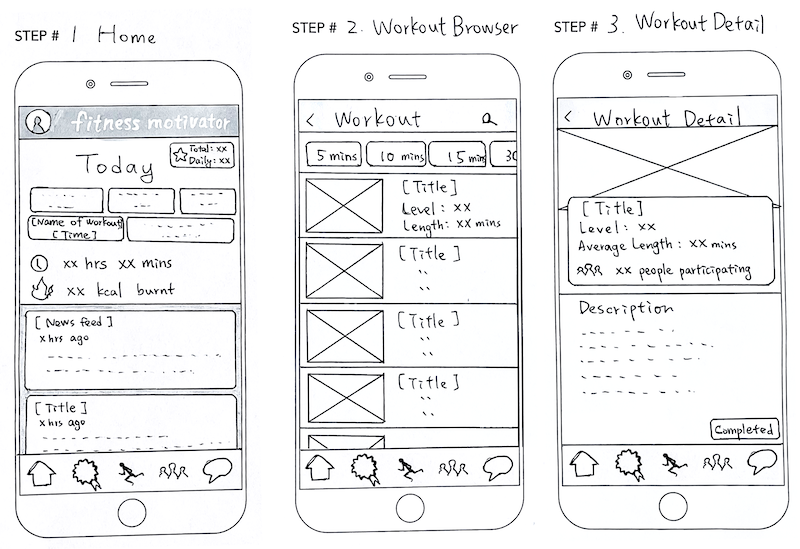 STEP # 1 Home
fitness motivator
Today
Total: xx
Daily: xx
[Name of workout]
[Time]
xx hrs xx mins
xx kcal burnt
[News feed]
x hrs ago
[Title]
x hrs ago
STEP # 2. Workout Browser
< Workout
5 mins 10 mins 15 min 30
[Title]
Level: xx
Length: xx mins
[Title]
"
"
[Title]
"
"
[Title]
"
"
STEP # 3. Workout Detail
< Workout Detail
[Title]
Level: xx
Average Length: xx mins
xx people participating
Description
Completed